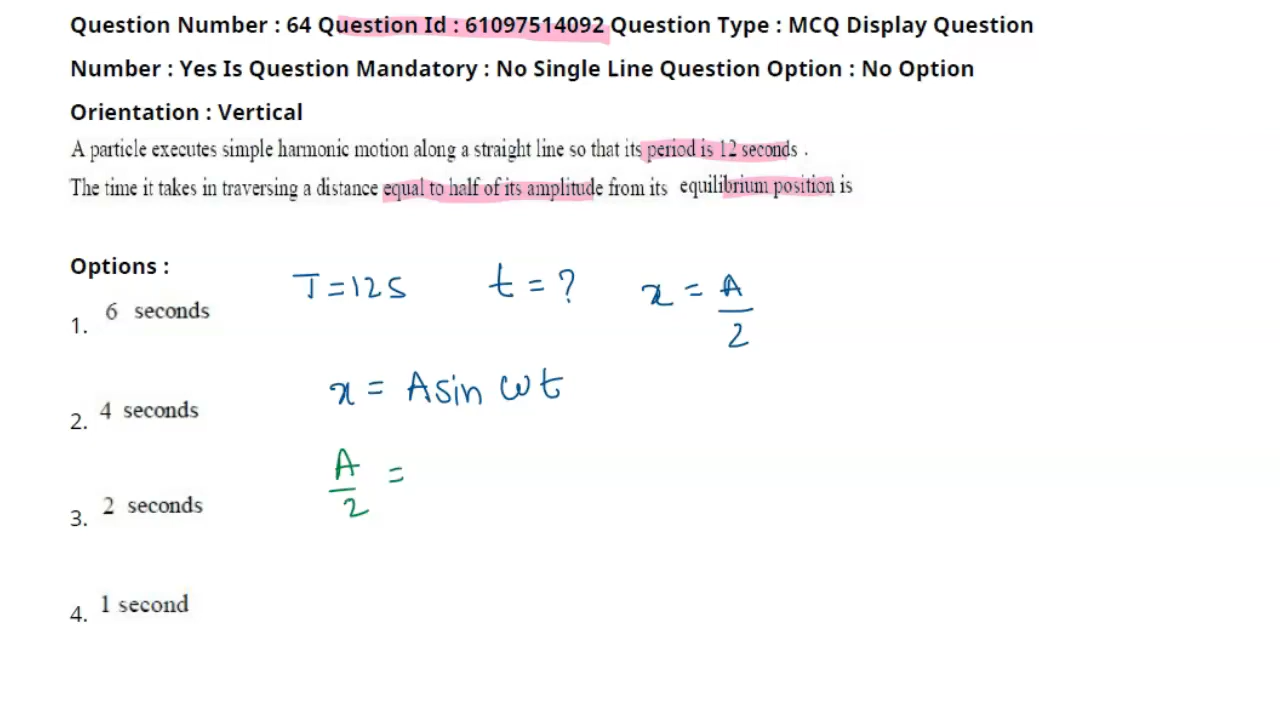 Question Number : 64 Question Id : 61097514092 Question Type : MCQ Display Question
Number : Yes Is Question Mandatory : No Single Line Question Option : No Option
Orientation : Vertical
A particle executes simple harmonic motion along a straight line so that its period is 12 seconds .
The time it takes in traversing a distance equal to half of its amplitude from its equilibrium position is
Options :
T = 12 S t = ? x = A/2
1. 6 seconds
x = A sin ωt
2. 4 seconds
A/2 =
3. 2 seconds
4. 1 second